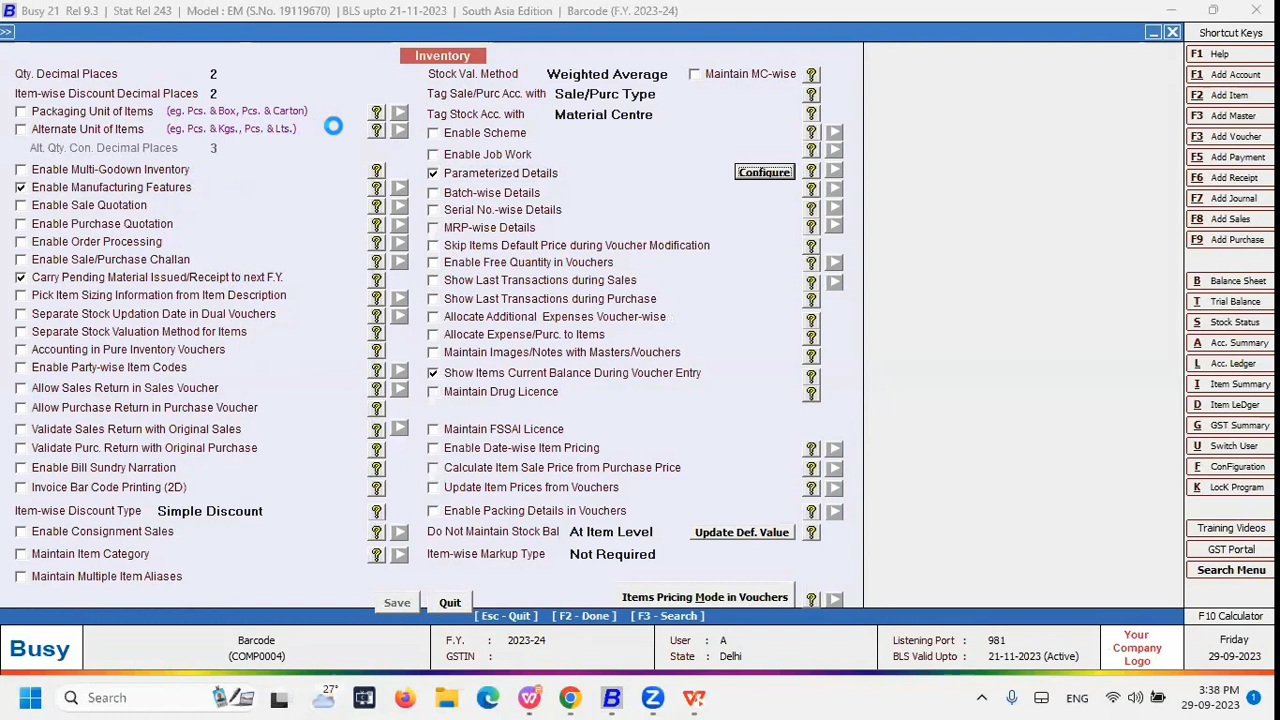 Busy 21 Rel 9.3 | Stat Rel 243 | Model : EM (S.No. 19119670) | BLS upto 21-11-2023 | South Asia Edition | Barcode (F.Y. 2023-24)
>>
Inventory
Qty. Decimal Places 2
Item-wise Discount Decimal Places 2
Packaging Unit of Items (eg. Pcs. & Box, Pcs. & Carton)
Alternate Unit of Items (eg. Pcs. & Kgs., Pcs. & Lts.)
Alt. Qty. Con. Decimal Places 3
Enable Multi-Godown Inventory
Enable Manufacturing Features
Enable Sale Quotation
Enable Purchase Quotation
Enable Order Processing
Enable Sale/Purchase Challan
Carry Pending Material Issued/Receipt to next F.Y.
Pick Item Sizing Information from Item Description
Separate Stock Updation Date in Dual Vouchers
Separate Stock Valuation Method for Items
Accounting in Pure Inventory Vouchers
Enable Party-wise Item Codes
Allow Sales Return in Sales Voucher
Allow Purchase Return in Purchase Voucher
Validate Sales Return with Original Sales
Validate Purc. Return with Original Purchase
Enable Bill Sundry Narration
Invoice Bar Code Printing (2D)
Item-wise Discount Type Simple Discount
Enable Consignment Sales
Maintain Item Category
Maintain Multiple Item Aliases
Stock Val. Method Weighted Average Maintain MC-wise
Tag Sale/Purc Acc. with Sale/Purc Type
Tag Stock Acc. with Material Centre
Enable Scheme
Enable Job Work
Parameterized Details Configure
Batch-wise Details
Serial No.-wise Details
MRP-wise Details
Skip Items Default Price during Voucher Modification
Enable Free Quantity in Vouchers
Show Last Transactions during Sales
Show Last Transactions during Purchase
Allocate Additional Expenses Voucher-wise
Allocate Expense/Purc. to Items
Maintain Images/Notes with Masters/Vouchers
Show Items Current Balance During Voucher Entry
Maintain Drug Licence
Maintain FSSAI Licence
Enable Date-wise Item Pricing
Calculate Item Sale Price from Purchase Price
Update Item Prices from Vouchers
Enable Packing Details in Vouchers
Do Not Maintain Stock Bal At Item Level Update Def. Value
Item-wise Markup Type Not Required
Items Pricing Mode in Vouchers
Save Quit
[ Esc - Quit ] [ F2 - Done ] [ F3 - Search ]
Shortcut Keys
F1 Help
F1 Add Account
F2 Add Item
F3 Add Master
F3 Add Voucher
F5 Add Payment
F6 Add Receipt
F7 Add Journal
F8 Add Sales
F9 Add Purchase
B Balance Sheet
T Trial Balance
S Stock Status
A Acc. Summary
L Acc. Ledger
I Item Summary
D Item LeDger
G GST Summary
U Switch User
F ConFiguration
K LocK Program
Training Videos
GST Portal
Search Menu
F10 Calculator
Busy
Barcode
(COMP0004)
F.Y. : 2023-24
GSTIN :
User : A
State : Delhi
Listening Port : 981
BLS Valid Upto : 21-11-2023 (Active)
Your
Company
Logo
Friday
29-09-2023
Search
27°
ENG
3:38 PM
29-09-2023
1